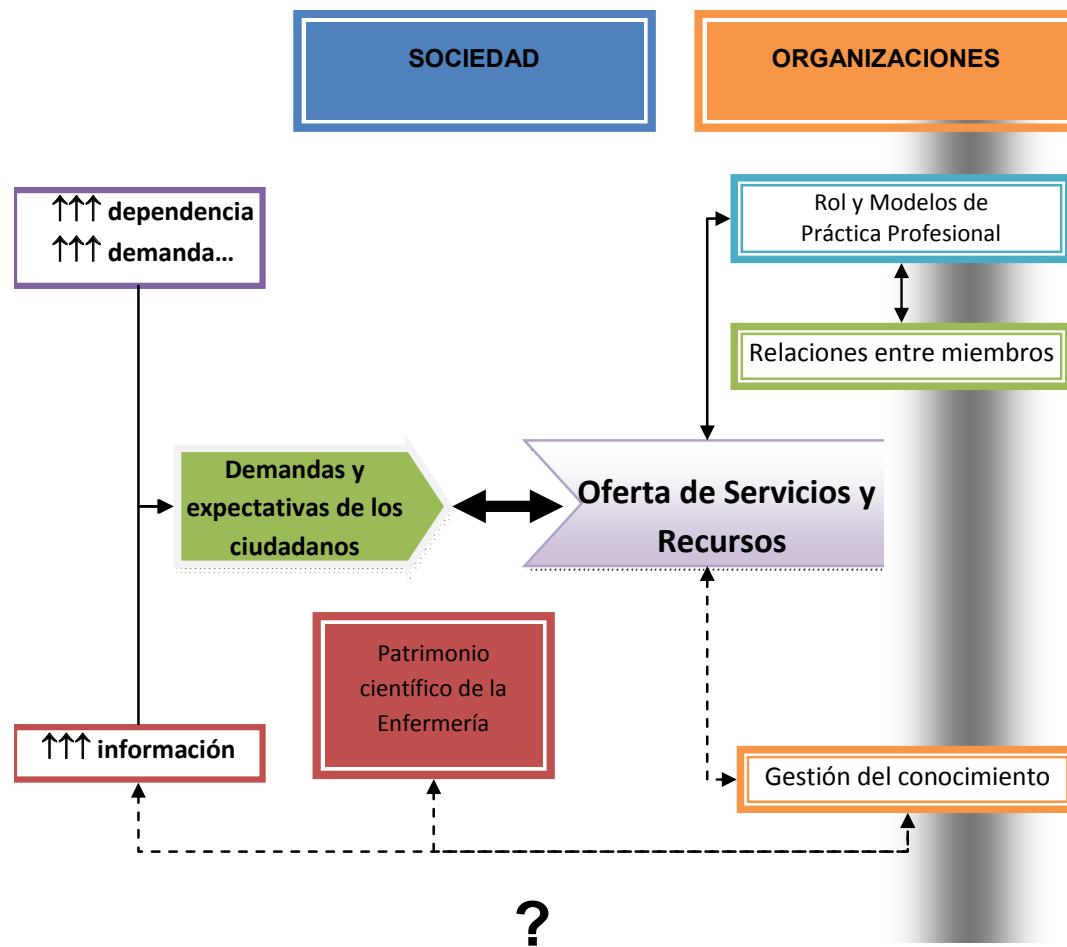 SOCIEDAD
ORGANIZACIONES
↑↑↑ dependencia
↑↑↑ demanda...
Rol y Modelos de
Práctica Profesional
Relaciones entre miembros
Demandas y
expectativas de los
ciudadanos
Oferta de Servicios y
Recursos
Patrimonio
científico de la
Enfermería
↑↑↑ información
Gestión del conocimiento
?